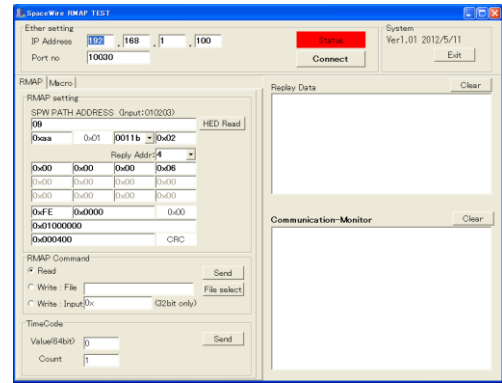 SpaceWire RMAP TEST
Ether setting
IP Address 192 . 168 . 1 . 100
Port no 10030
Status
Connect
System
Ver1.01 2012/5/11
Exit
RMAP Macro
RMAP setting
SPW PATH ADDRESS (Input:010203)
09 HED Read
0xaa 0x01 0011b 0x02
Reply Addr: 4
0x00 0x00 0x00 0x06
0x00 0x00 0x00 0x00
0x00 0x00 0x00 0x00
0xFE 0x0000 0x00
0x01000000
0x000400 CRC
RMAP Command
Read Send
Write : File File select
Write : Input 0x (32bit only)
TimeCode
Value(64bit) 0 Send
Count 1
Replay Data Clear
Communication-Monitor Clear